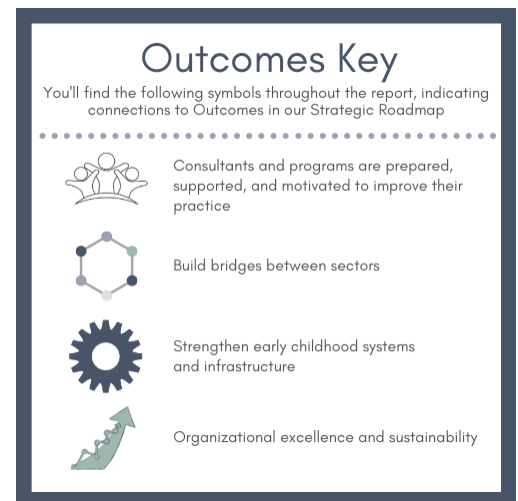 Outcomes Key
You'll find the following symbols throughout the report, indicating
connections to Outcomes in our Strategic Roadmap
Consultants and programs are prepared,
supported, and motivated to improve their
practice
Build bridges between sectors
Strengthen early childhood systems
and infrastructure
Organizational excellence and sustainability